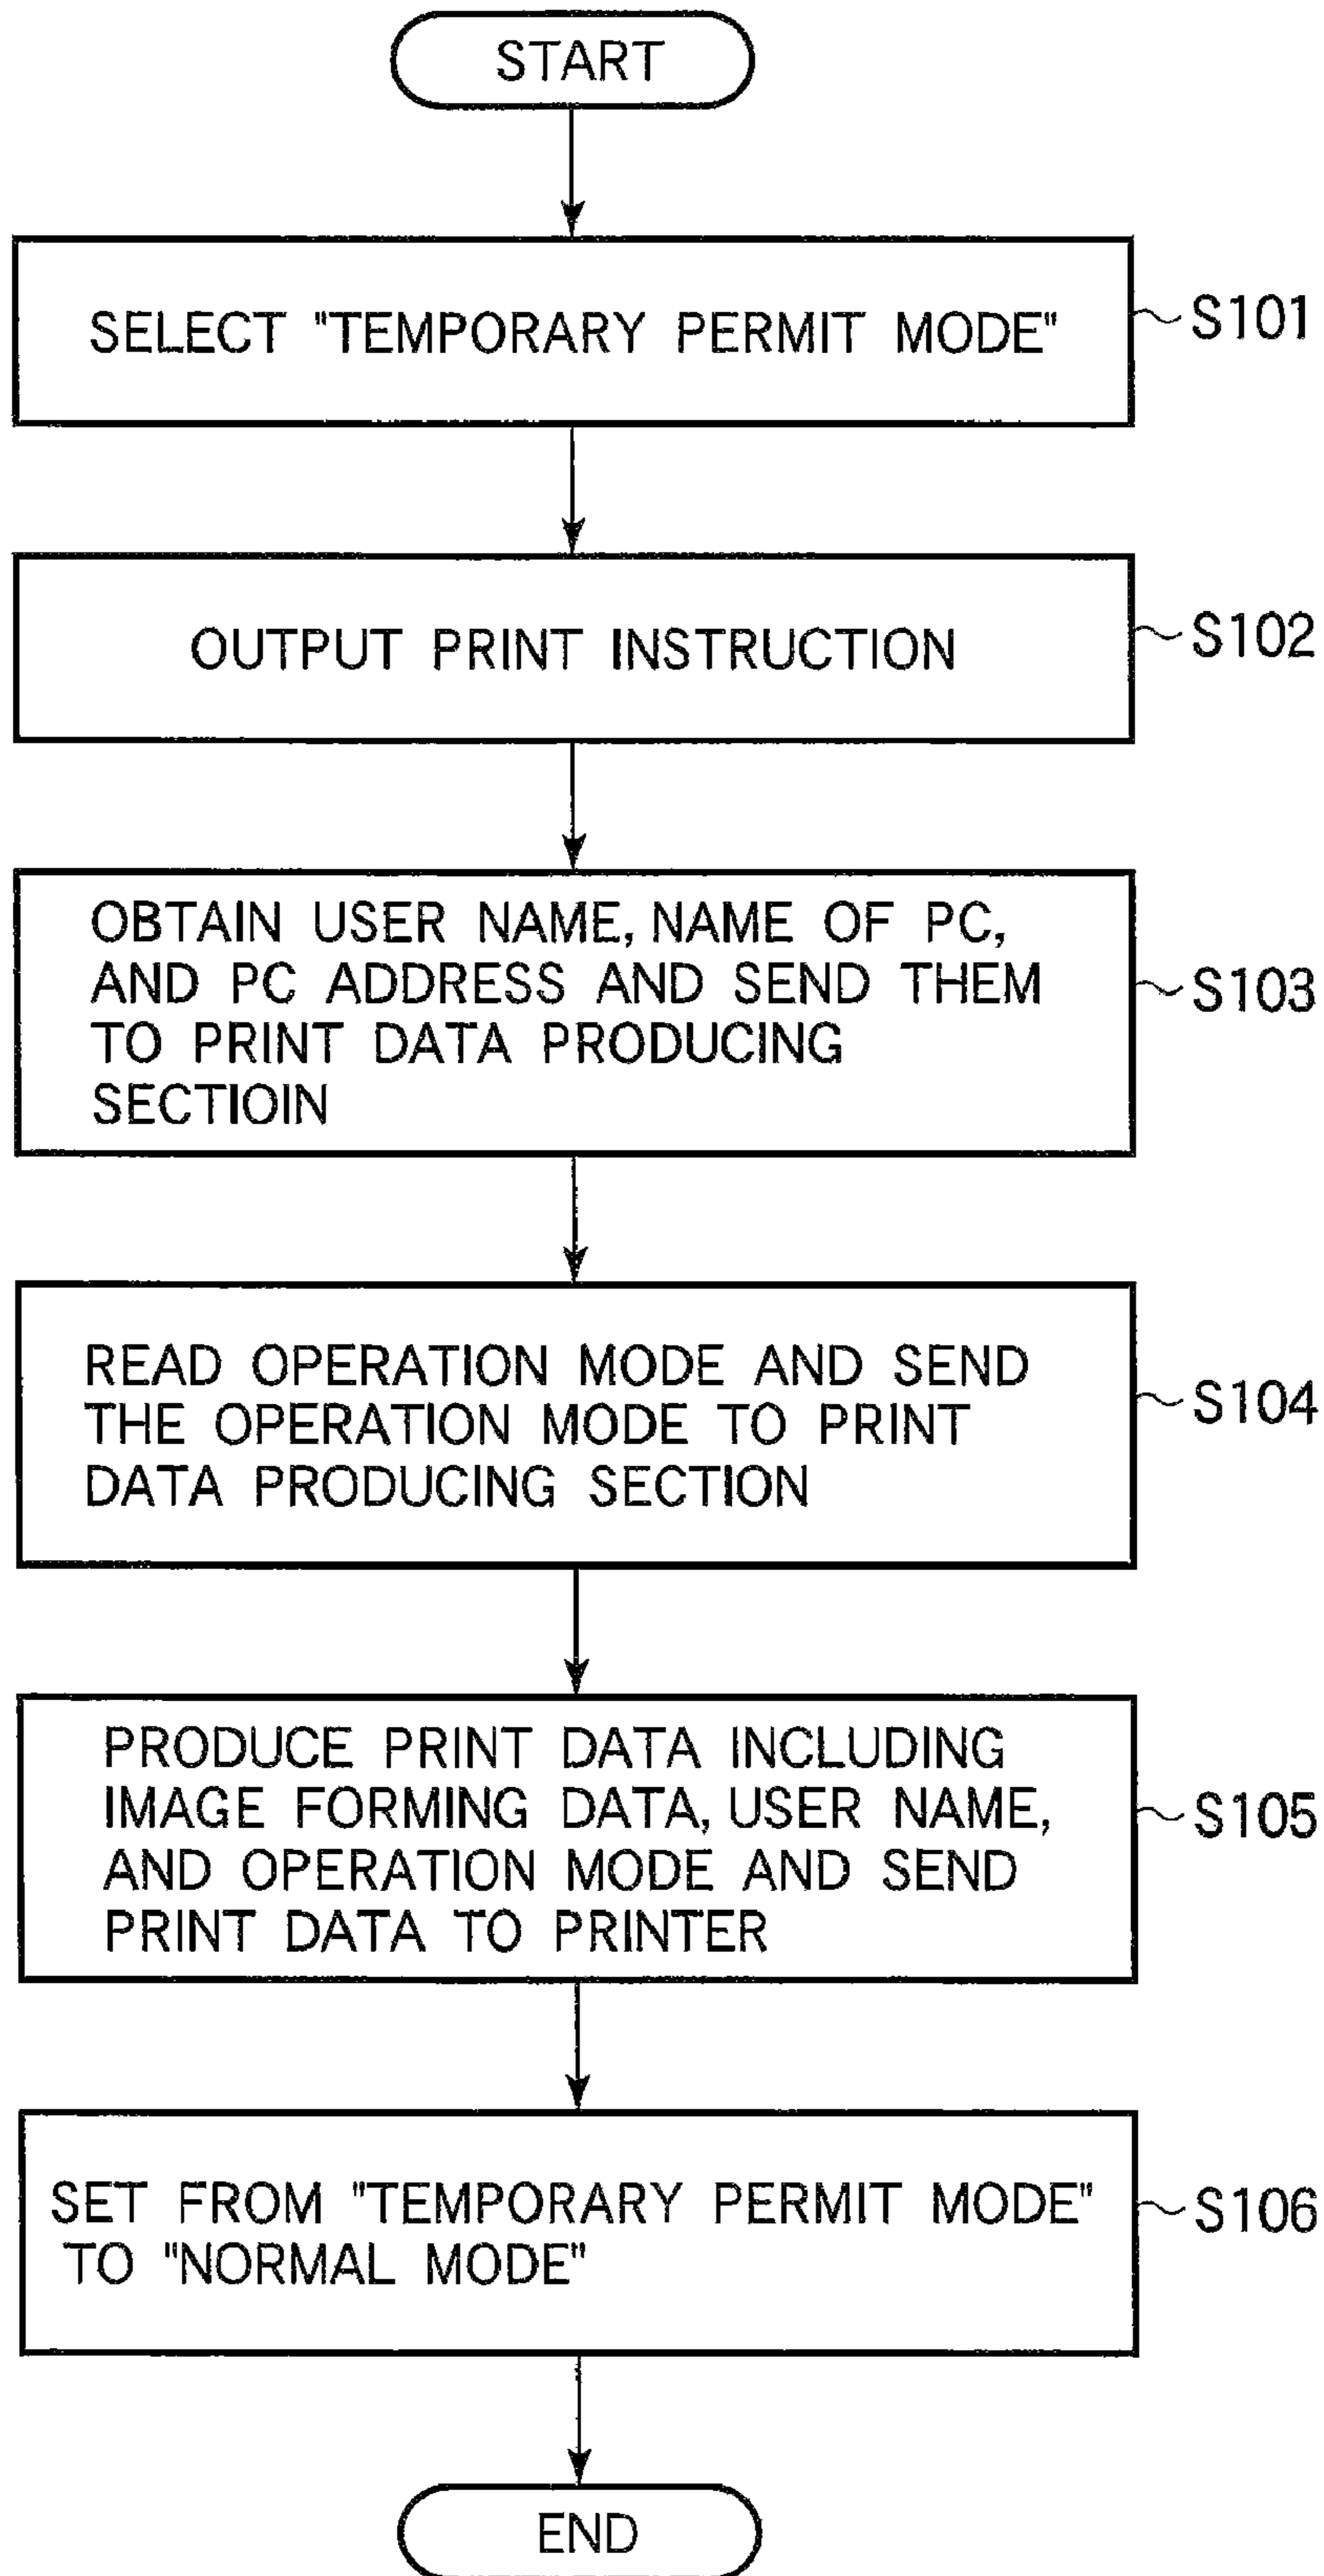 START
SELECT "TEMPORARY PERMIT MODE"
S101
OUTPUT PRINT INSTRUCTION
S102
OBTAIN USER NAME, NAME OF PC,
AND PC ADDRESS AND SEND THEM
TO PRINT DATA PRODUCING
SECTIOIN
S103
READ OPERATION MODE AND SEND
THE OPERATION MODE TO PRINT
DATA PRODUCING SECTION
S104
PRODUCE PRINT DATA INCLUDING
IMAGE FORMING DATA, USER NAME,
AND OPERATION MODE AND SEND
PRINT DATA TO PRINTER
S105
SET FROM "TEMPORARY PERMIT MODE"
TO "NORMAL MODE"
S106
END